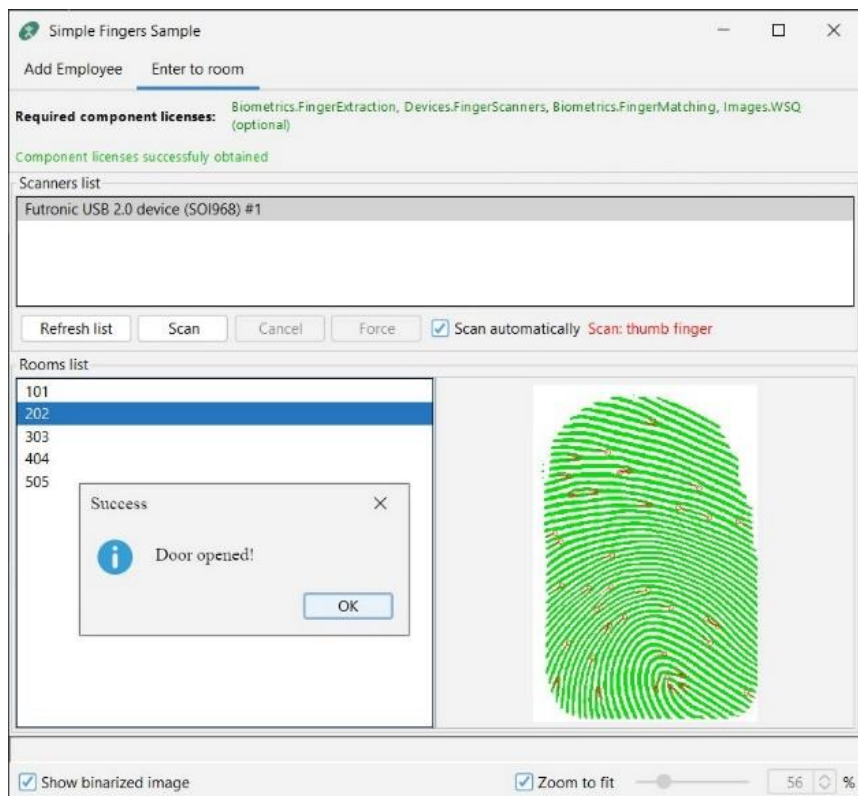 Simple Fingers Sample
Add Employee Enter to room
Required component licenses: Biometrics.FingerExtraction, Devices.FingerScanners, Biometrics.FingerMatching, Images.WSQ
(optional)
Component licenses successfuly obtained
Scanners list
Futronic USB 2.0 device (SOI968) #1
Refresh list Scan Cancel Force Scan automatically Scan: thumb finger
Rooms list
101
202
303
404
505
Success
Door opened!
OK
Show binarized image Zoom to fit 56 %